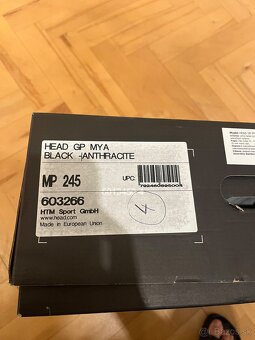 HEAD GP MYA
BLACK -/ANTHRACITE
MP 245
UPC
603266
HTM Sport GmbH
www.head.com
Made in European Union